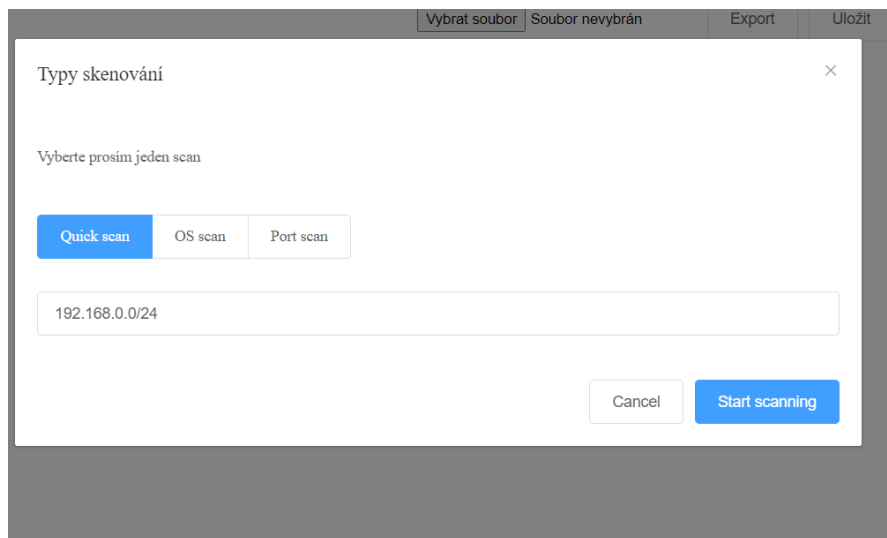 Vybrat soubor Soubor nevybrán Export Uložit
Typy skenování
Vyberte prosím jeden scan
Quick scan OS scan Port scan
192.168.0.0/24
Cancel Start scanning